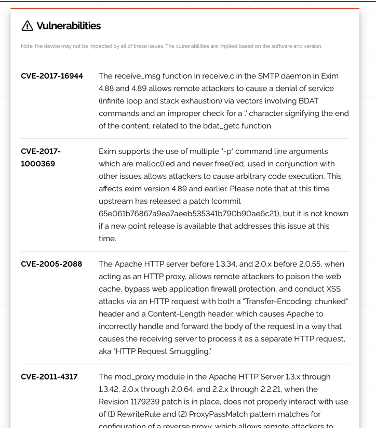 Vulnerabilities
Note: the device may not be impacted by all of these issues. The vulnerabilities are implied based on the software and version.
CVE-2017-16944
The receive_msg function in receive.c in the SMTP daemon in Exim
4.88 and 4.89 allows remote attackers to cause a denial of service
(infinite loop and stack exhaustion) via vectors involving BDAT
commands and an improper check for a '.' character signifying the end
of the content, related to the bdat_getc function.
CVE-2017-
1000369
Exim supports the use of multiple "-p" command line arguments
which are malloc()'ed and never free()'ed, used in conjunction with
other issues allows attackers to cause arbitrary code execution. This
affects exim version 4.89 and earlier. Please note that at this time
upstream has released a patch (commit
65e061b76867a9ea7aeeb535341b790b90ae6c21), but it is not known
if a new point release is available that addresses this issue at this
time.
CVE-2005-2088
The Apache HTTP server before 1.3.34, and 2.0.x before 2.0.55, when
acting as an HTTP proxy, allows remote attackers to poison the web
cache, bypass web application firewall protection, and conduct XSS
attacks via an HTTP request with both a "Transfer-Encoding: chunked"
header and a Content-Length header, which causes Apache to
incorrectly handle and forward the body of the request in a way that
causes the receiving server to process it as a separate HTTP request,
aka "HTTP Request Smuggling."
CVE-2011-4317
The mod_proxy module in the Apache HTTP Server 1.3.x through
1.3.42, 2.0.x through 2.0.64, and 2.2.x through 2.2.21, when the
Revision 1179239 patch is in place, does not properly interact with use
of (1) RewriteRule and (2) ProxyPassMatch pattern matches for
configuration of a reverse proxy, which allows remote attackers to